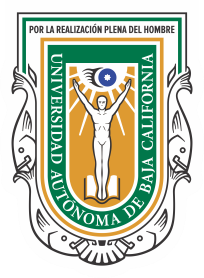 POR LA REALIZACIÓN PLENA DEL HOMBRE
UNIVERSIDAD AUTÓNOMA DE BAJA CALIFORNIA